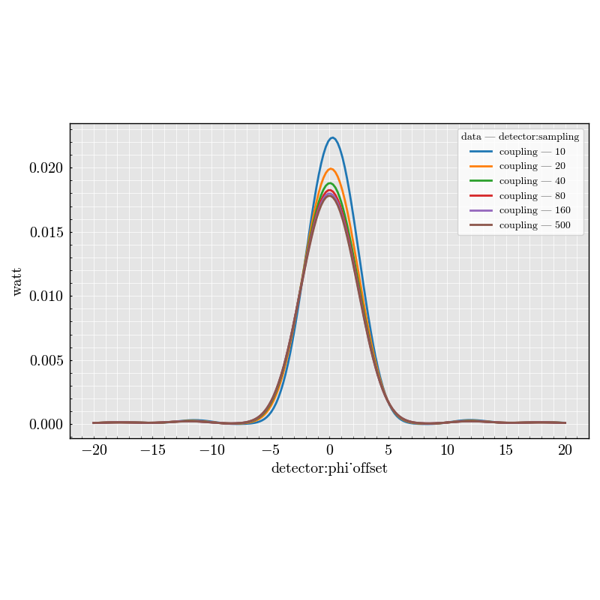 data — detector:sampling
coupling — 10
coupling — 20
coupling — 40
coupling — 80
coupling — 160
coupling — 500
watt
0.020
0.015
0.010
0.005
0.000
−20 −15 −10 −5 0 5 10 15 20
detector:phi˙offset